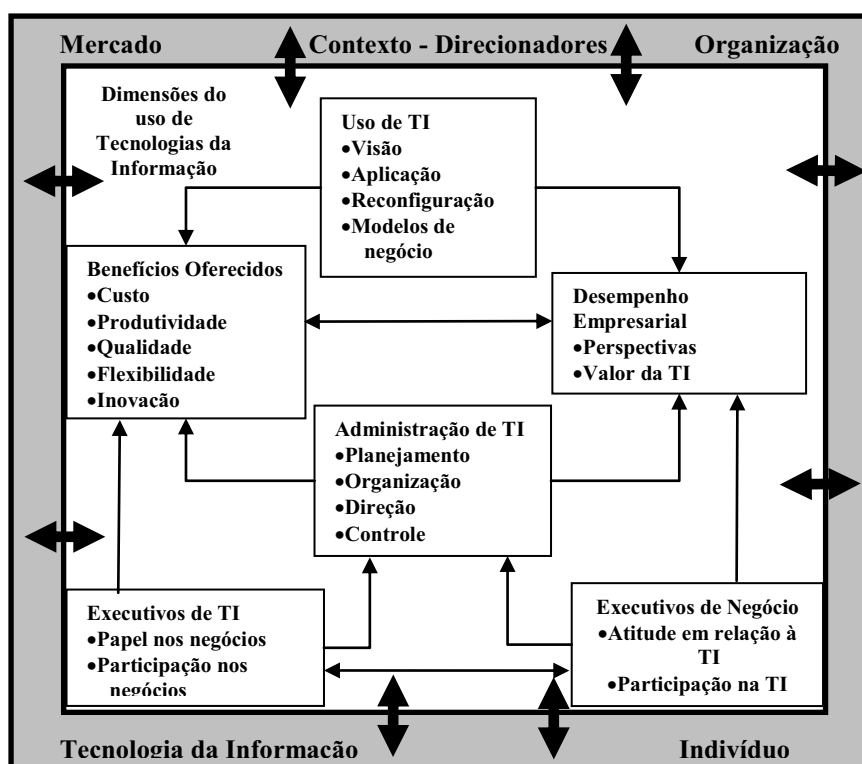 Mercado Contexto - Direcionadores Organização
Dimensões do
uso de
Tecnologias da
Informação
Uso de TI
•Visão
•Aplicação
•Reconfiguração
•Modelos de
negócio
Benefícios Oferecidos
•Custo
•Produtividade
•Qualidade
•Flexibilidade
•Inovação
Desempenho
Empresarial
•Perspectivas
•Valor da TI
Administração de TI
•Planejamento
•Organização
•Direção
•Controle
Executivos de TI
•Papel nos negócios
•Participação nos
negócios
Executivos de Negócio
•Atitude em relação à
TI
•Participação na TI
Tecnologia da Informação Indivíduo